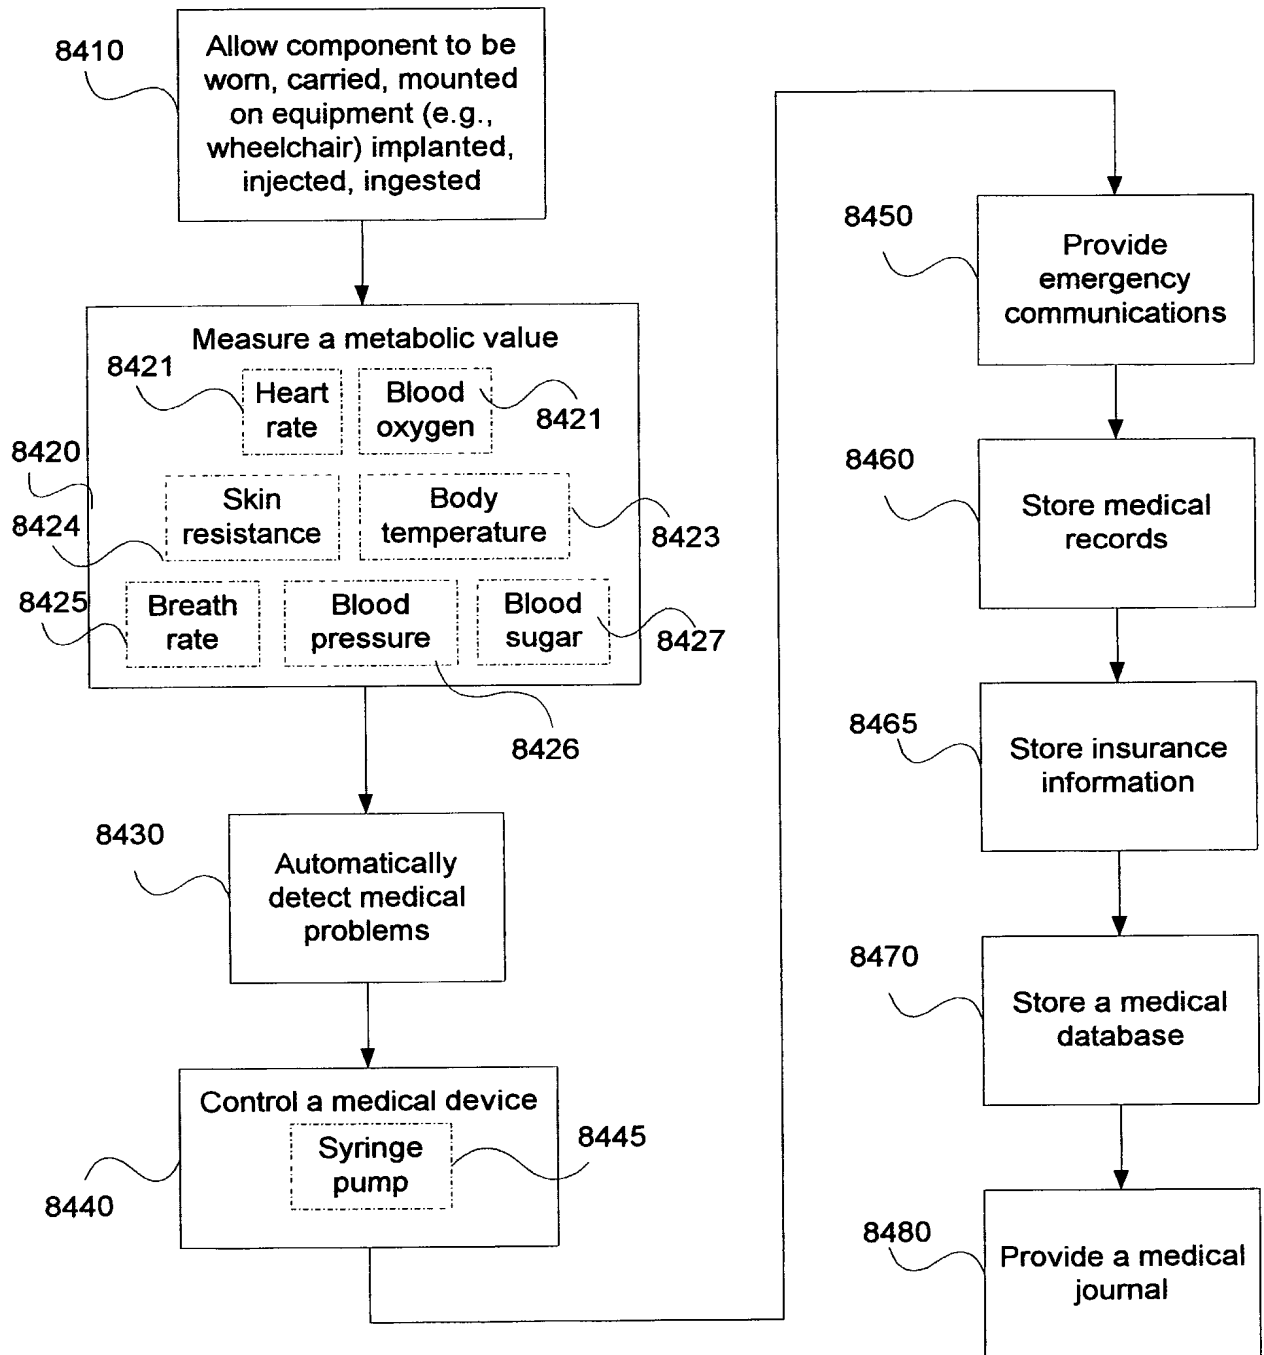 8410
Allow component to be
worn, carried, mounted
on equipment (e.g.,
wheelchair) implanted,
injected, ingested
Measure a metabolic value
8421
Heart
rate
Blood
oxygen
8421
8420
Skin
resistance
8424
Body
temperature
8423
8425
Breath
rate
Blood
pressure
Blood
sugar
8427
8426
8430
Automatically
detect medical
problems
Control a medical device
Syringe
pump
8445
8440
8450
Provide
emergency
communications
8460
Store medical
records
8465
Store insurance
information
8470
Store a medical
database
8480
Provide a medical
journal